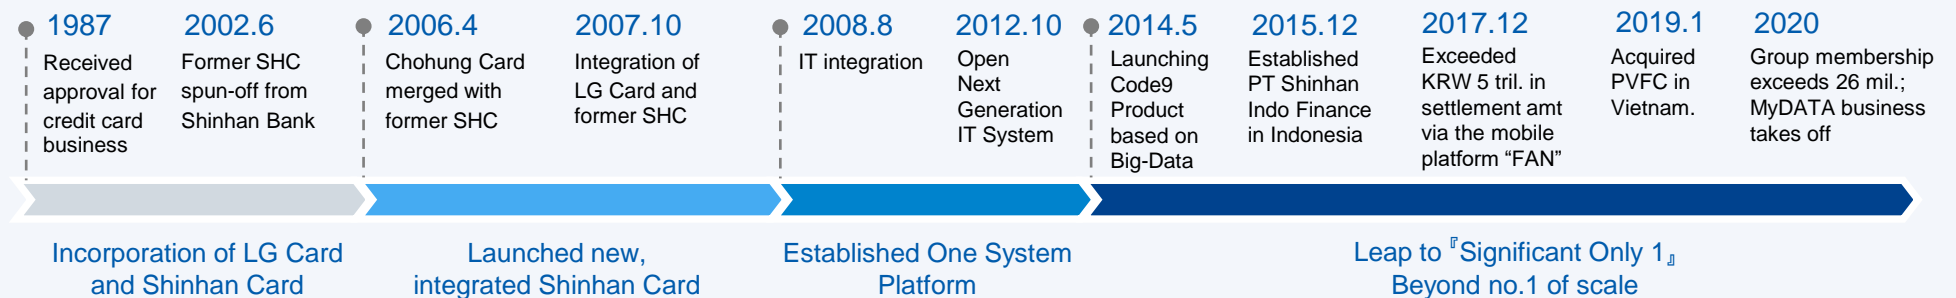 1987
Received
approval for
credit card
business
2002.6
Former SHC
spun-off from
Shinhan Bank
2006.4
Chohung Card
merged with
former SHC
2007.10
Integration of
LG Card and
former SHC
2008.8
IT integration
2012.10
Open
Next
Generation
IT System
2014.5
Launching
Code9
Product
based on
Big-Data
2015.12
Established
PT Shinhan
Indo Finance
in Indonesia
2017.12
Exceeded
KRW 5 tril. in
settlement amt
via the mobile
platform “FAN”
2019.1
Acquired
PVFC in
Vietnam.
2020
Group membership
exceeds 26 mil.;
MyDATA business
takes off
Incorporation of LG Card
and Shinhan Card
Launched new,
integrated Shinhan Card
Established One System
Platform
Leap to『Significant Only 1』
Beyond no.1 of scale